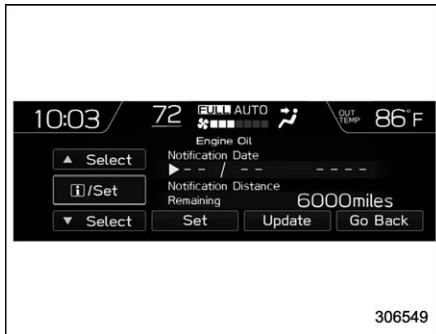 10:03 72 FULL AUTO OUT TEMP 86°F
Engine Oil
▲ Select Notification Date
▶-- / -- ----
i/Set Notification Distance
Remaining 6000miles
▼ Select Set Update Go Back
306549